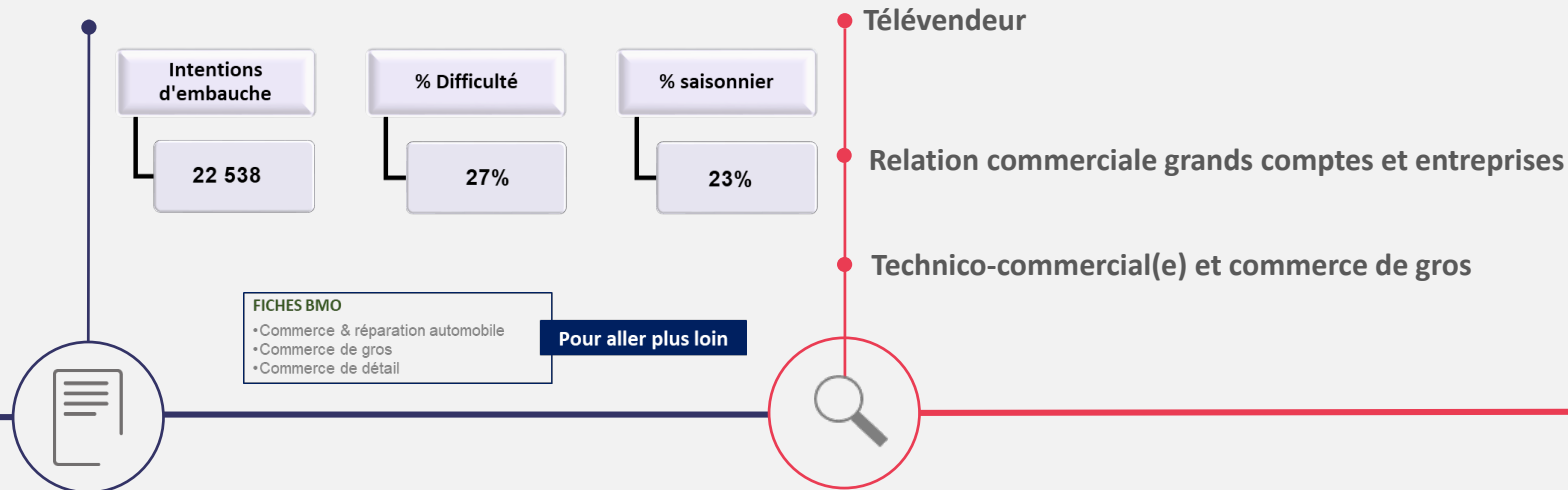 Intentions
d'embauche
22 538
% Difficulté
27%
% saisonnier
23%
FICHES BMO
•Commerce & réparation automobile
•Commerce de gros
•Commerce de détail
Pour aller plus loin
Télévendeur
Relation commerciale grands comptes et entreprises
Technico-commercial(e) et commerce de gros